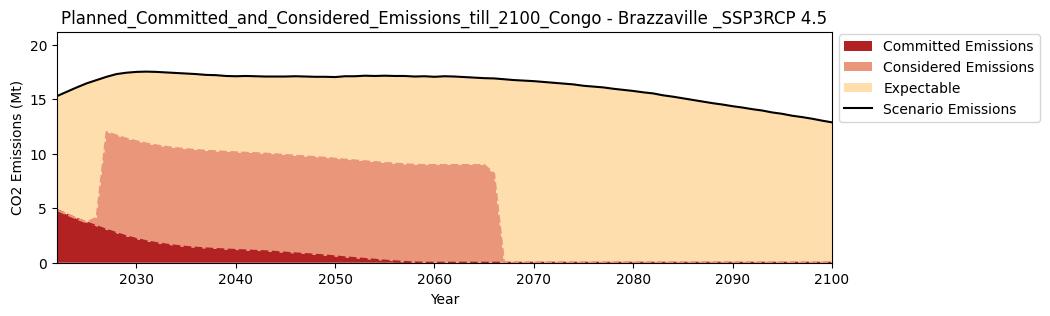 Planned_Committed_and_Considered_Emissions_till_2100_Congo - Brazzaville _SSP3RCP 4.5
20
15
10
5
0
CO2 Emissions (Mt)
2030 2040 2050 2060 2070 2080 2090 2100
Year
Committed Emissions
Considered Emissions
Expectable
Scenario Emissions